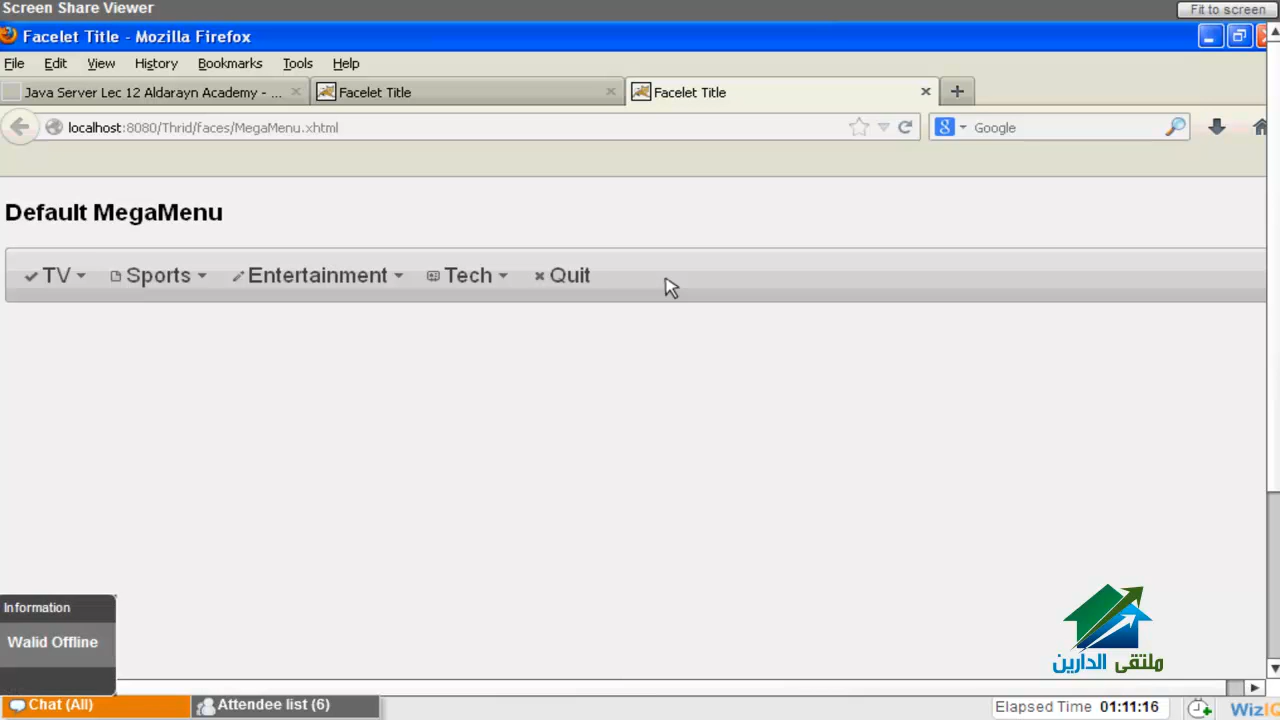 Screen Share Viewer
Fit to screen
Facelet Title - Mozilla Firefox
File Edit View History Bookmarks Tools Help
Java Server Lec 12 Aldarayn Academy - ... Facelet Title Facelet Title
localhost:8080/Thrid/faces/MegaMenu.xhtml Google
Default MegaMenu
TV Sports Entertainment Tech Quit
Information
Walid Offline
ملتقى الدارين
Chat (All) Attendee list (6) Elapsed Time 01:11:16 WizIQ